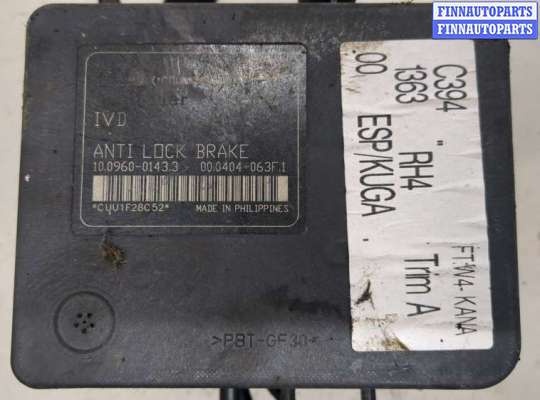 FINNAUTOPARTS
FINNAUTOPARTS
IVD
ANTI LOCK BRAKE
10.0960-0143.3 00.0404-063F.1
MADE IN PHILIPPINES
>PBT-GF30<
C394 " RH4 FT.W4- KANA
1363 ESP/KUGA . Trim A
00